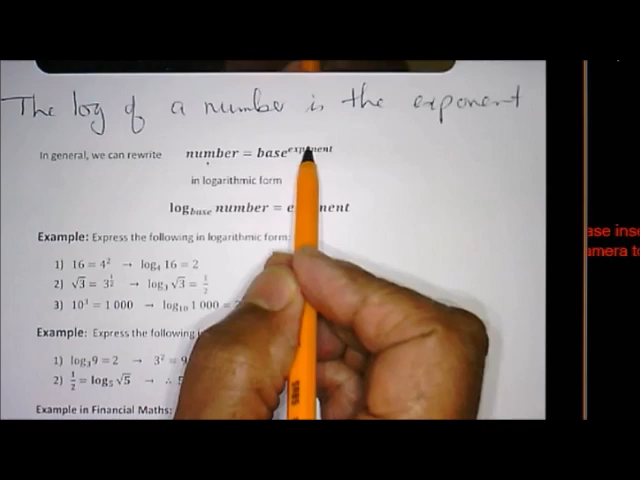 The log of a number is the exponent
In general, we can rewrite number = base^exponent
in logarithmic form
log_base number = exponent
Example: Express the following in logarithmic form:
1) 16 = 4² → log₄ 16 = 2
2) √3 = 3^(1/2) → log₃ √3 = 1/2
3) 10³ = 1 000 → log₁₀ 1 000 =
Example: Express the following i
1) log₃ 9 = 2 → 3² = 9
2) 1/2 = log₅ √5 → ∴ 5
Example in Financial Maths:
ase inse
amera to